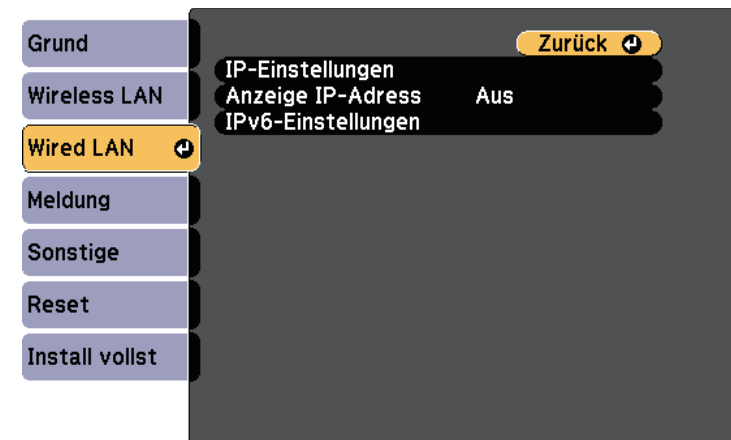 Grund
Wireless LAN
Wired LAN
Meldung
Sonstige
Reset
Install vollst
Zurück
IP-Einstellungen
Anzeige IP-Adress Aus
IPv6-Einstellungen